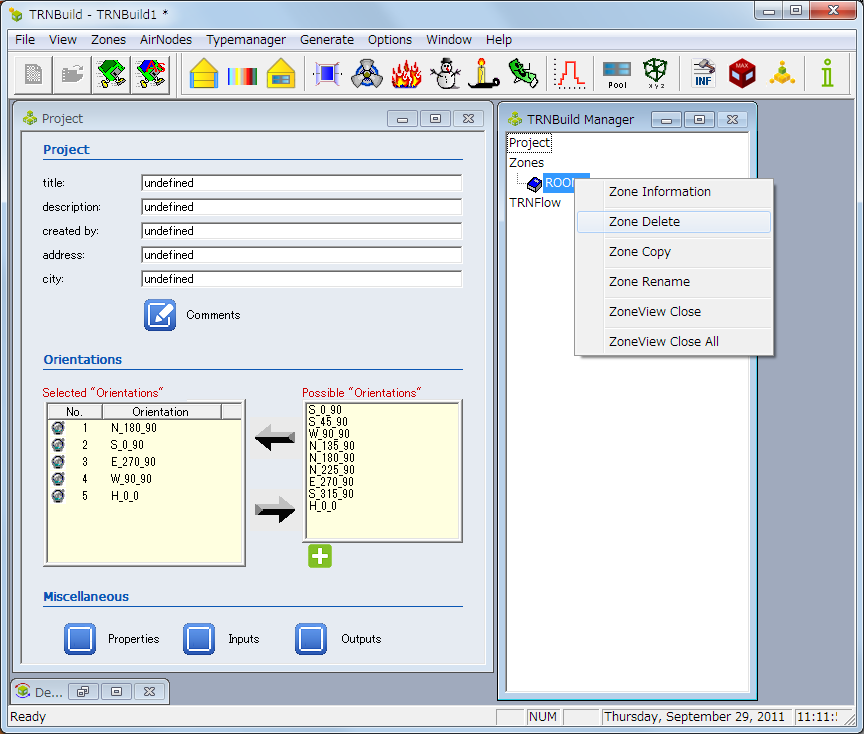 TRNBuild - TRNBuild1 *
File View Zones AirNodes Typemanager Generate Options Window Help
Pool
x y z
INF
MAX
i
Project
Project
title: undefined
description: undefined
created by: undefined
address: undefined
city: undefined
Comments
Orientations
Selected "Orientations"
No. Orientation
1 N_180_90
2 S_0_90
3 E_270_90
4 W_90_90
5 H_0_0
Possible "Orientations"
S_0_90
S_45_90
W_90_90
N_135_90
N_180_90
N_225_90
E_270_90
S_315_90
H_0_0
Miscellaneous
Properties Inputs Outputs
TRNBuild Manager
Project
Zones
TRNFlow
Zone Information
Zone Delete
Zone Copy
Zone Rename
ZoneView Close
ZoneView Close All
De...
Ready NUM Thursday, September 29, 2011 11:11: